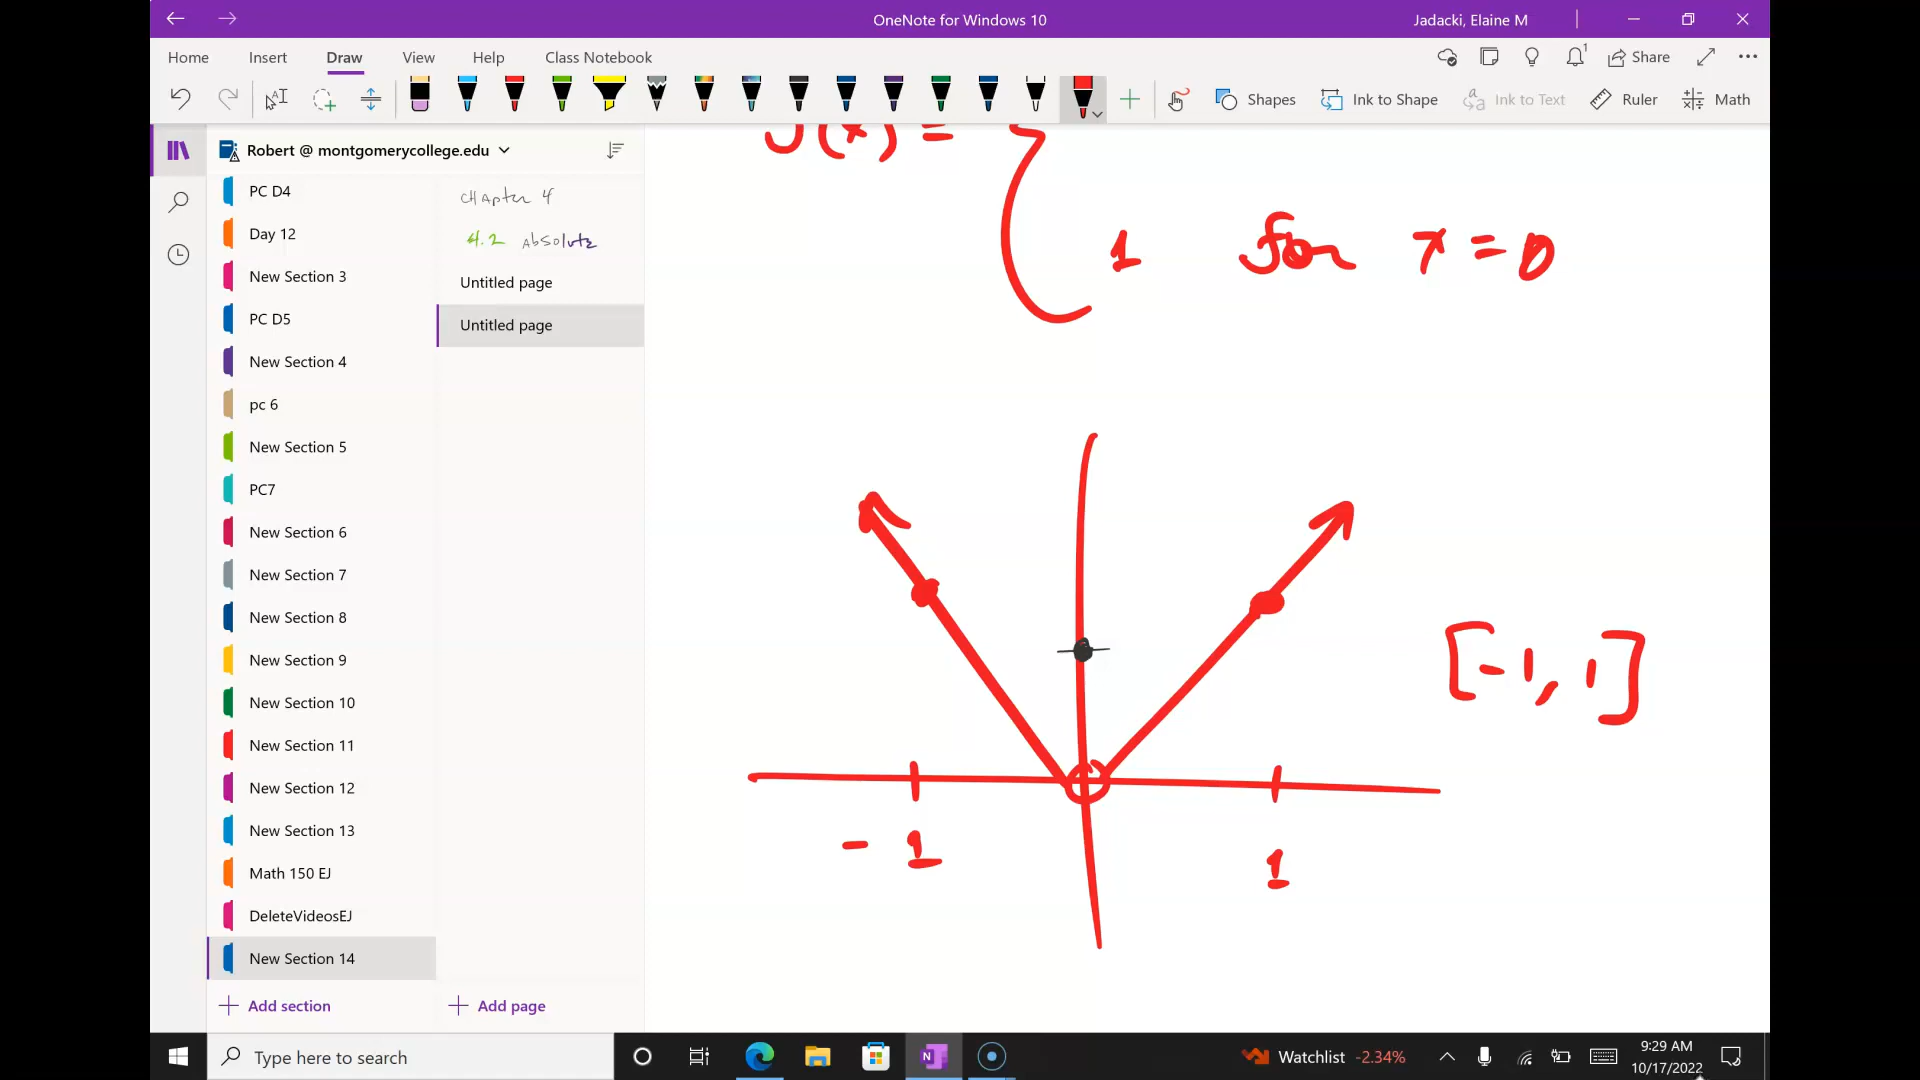 OneNote for Windows 10
Jadacki, Elaine M
Home Insert Draw View Help Class Notebook
1
Share
Shapes Ink to Shape Ink to Text Ruler Math
Robert @ montgomerycollege.edu
PC D4
Day 12
New Section 3
PC D5
New Section 4
pc 6
New Section 5
PC7
New Section 6
New Section 7
New Section 8
New Section 9
New Section 10
New Section 11
New Section 12
New Section 13
Math 150 EJ
DeleteVideosEJ
New Section 14
Add section
CHapter 4
4.2 Absolute
Untitled page
Untitled page
Add page
(x) =
1 for x = 0
[-1, 1]
- 1
1
Type here to search
Watchlist -2.34%
9:29 AM
10/17/2022